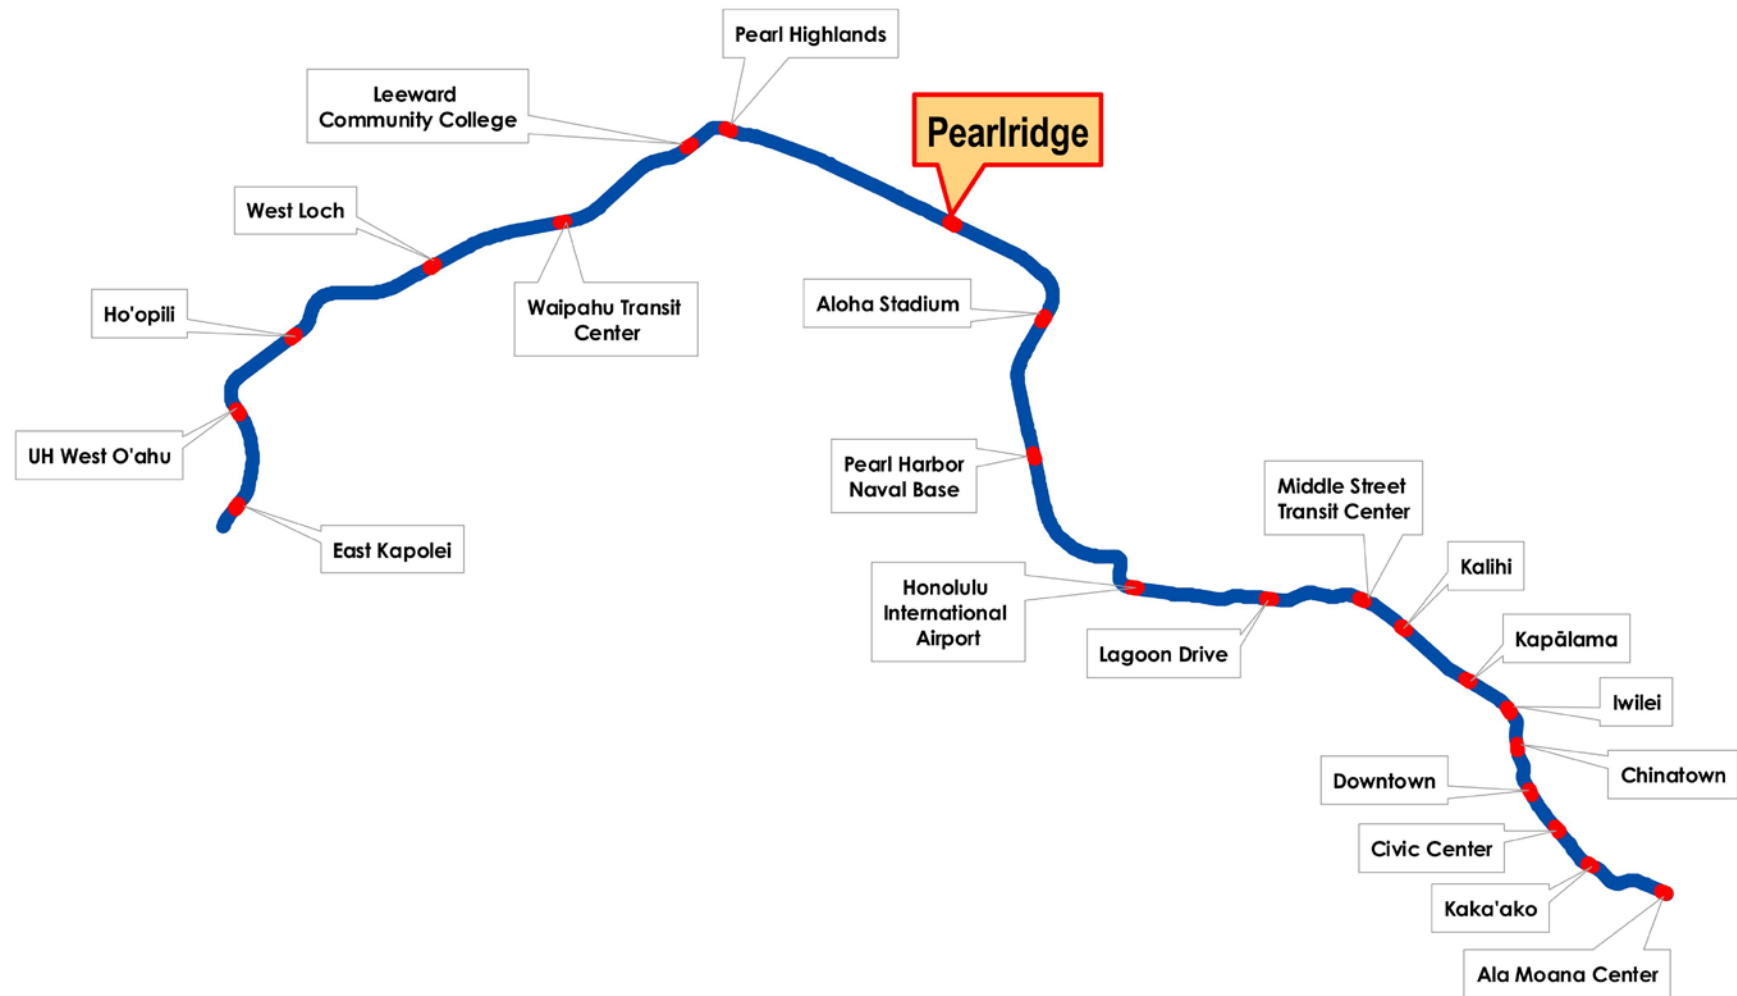 Pearl Highlands
Leeward
Community College
Pearlridge
West Loch
Ho'opili
Waipahu Transit
Center
Aloha Stadium
UH West O'ahu
East Kapolei
Pearl Harbor
Naval Base
Middle Street
Transit Center
Honolulu
International
Airport
Kalihi
Lagoon Drive
Kapālama
Iwilei
Chinatown
Downtown
Civic Center
Kaka'ako
Ala Moana Center